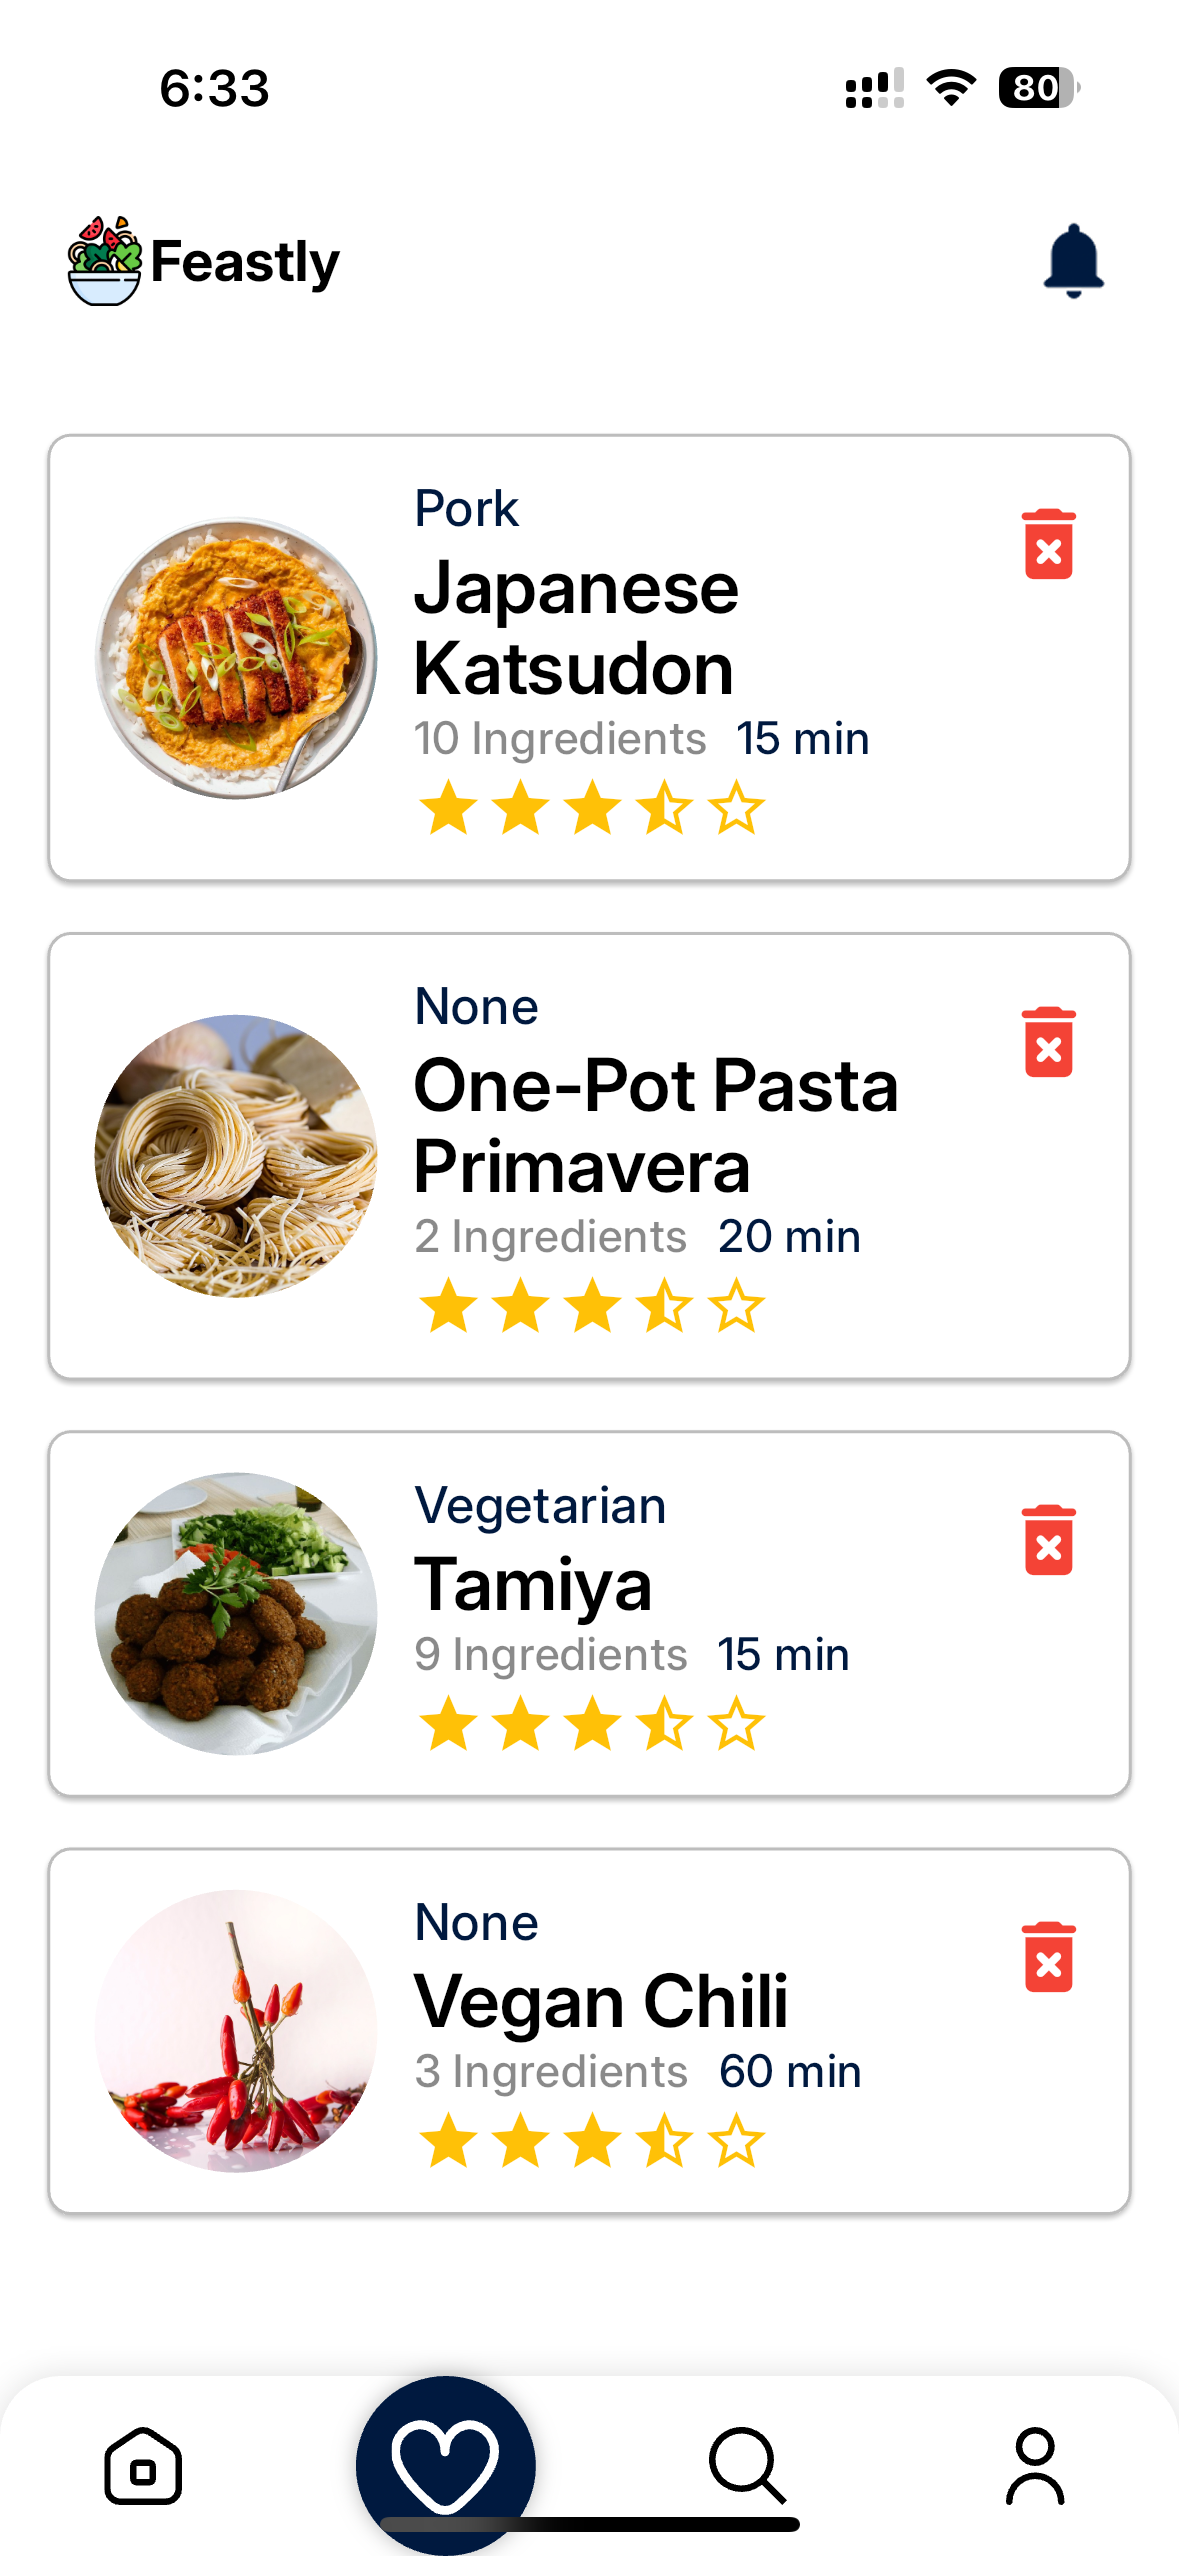 6:33
80
Feastly
Pork
Japanese
Katsudon
10 Ingredients 15 min
None
One-Pot Pasta
Primavera
2 Ingredients 20 min
Vegetarian
Tamiya
9 Ingredients 15 min
None
Vegan Chili
3 Ingredients 60 min